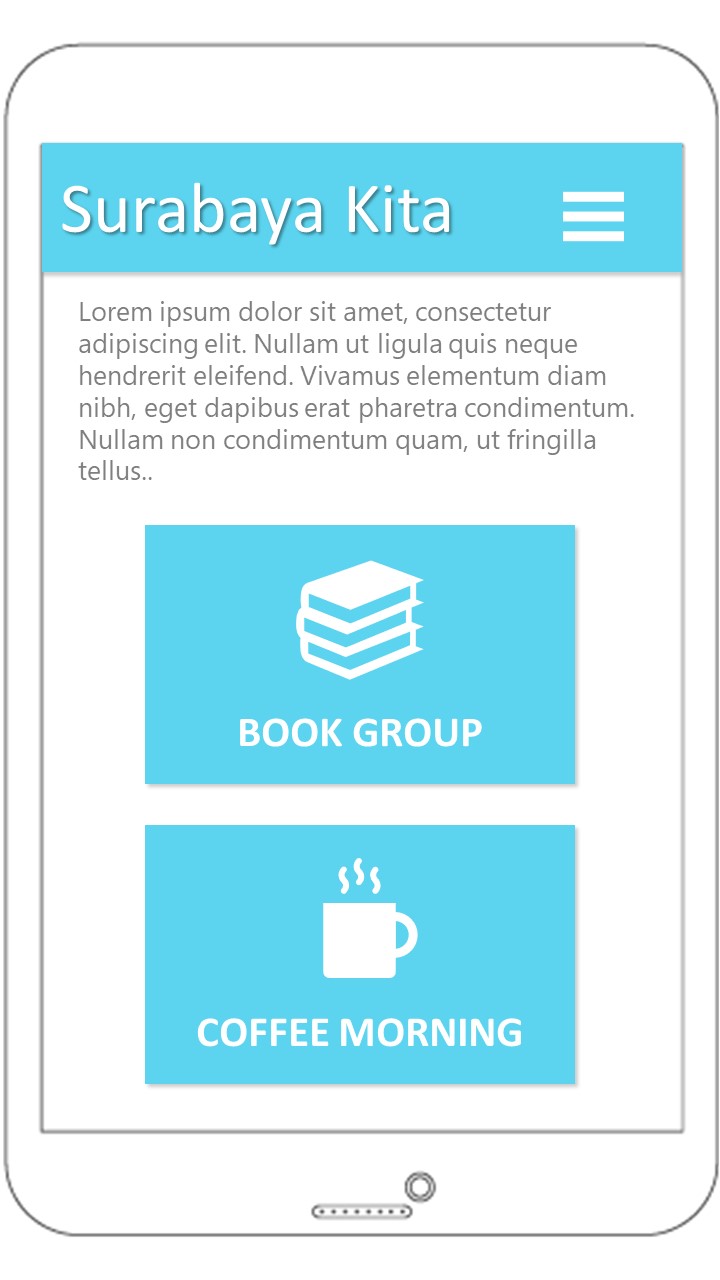 Surabaya Kita
Lorem ipsum dolor sit amet, consectetur
adipiscing elit. Nullam ut ligula quis neque
hendrerit eleifend. Vivamus elementum diam
nibh, eget dapibus erat pharetra condimentum.
Nullam non condimentum quam, ut fringilla
tellus..
BOOK GROUP
COFFEE MORNING